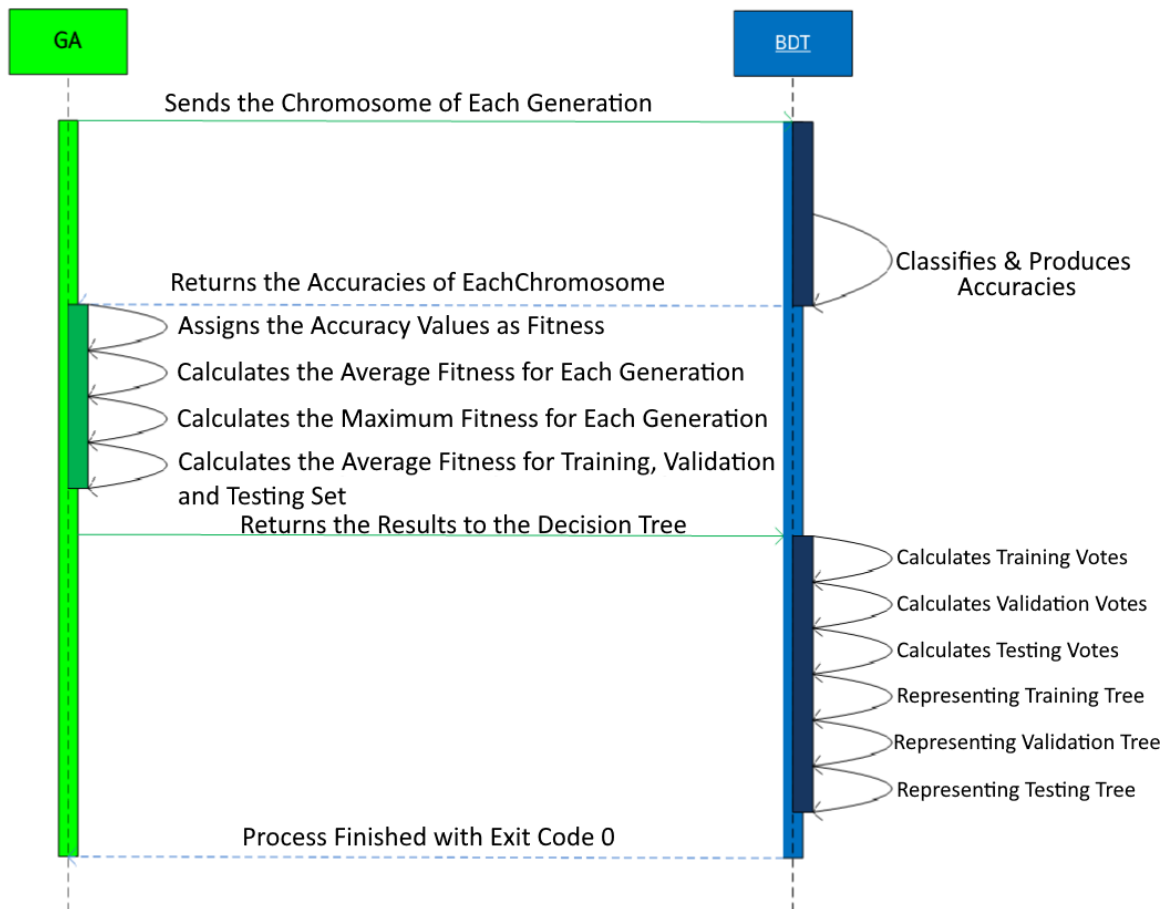 GA
BDT
Sends the Chromosome of Each Generation
Classifies & Produces
Accuracies
Returns the Accuracies of EachChromosome
Assigns the Accuracy Values as Fitness
Calculates the Average Fitness for Each Generation
Calculates the Maximum Fitness for Each Generation
Calculates the Average Fitness for Training, Validation
and Testing Set
Returns the Results to the Decision Tree
Calculates Training Votes
Calculates Validation Votes
Calculates Testing Votes
Representing Training Tree
Representing Validation Tree
Representing Testing Tree
Process Finished with Exit Code 0